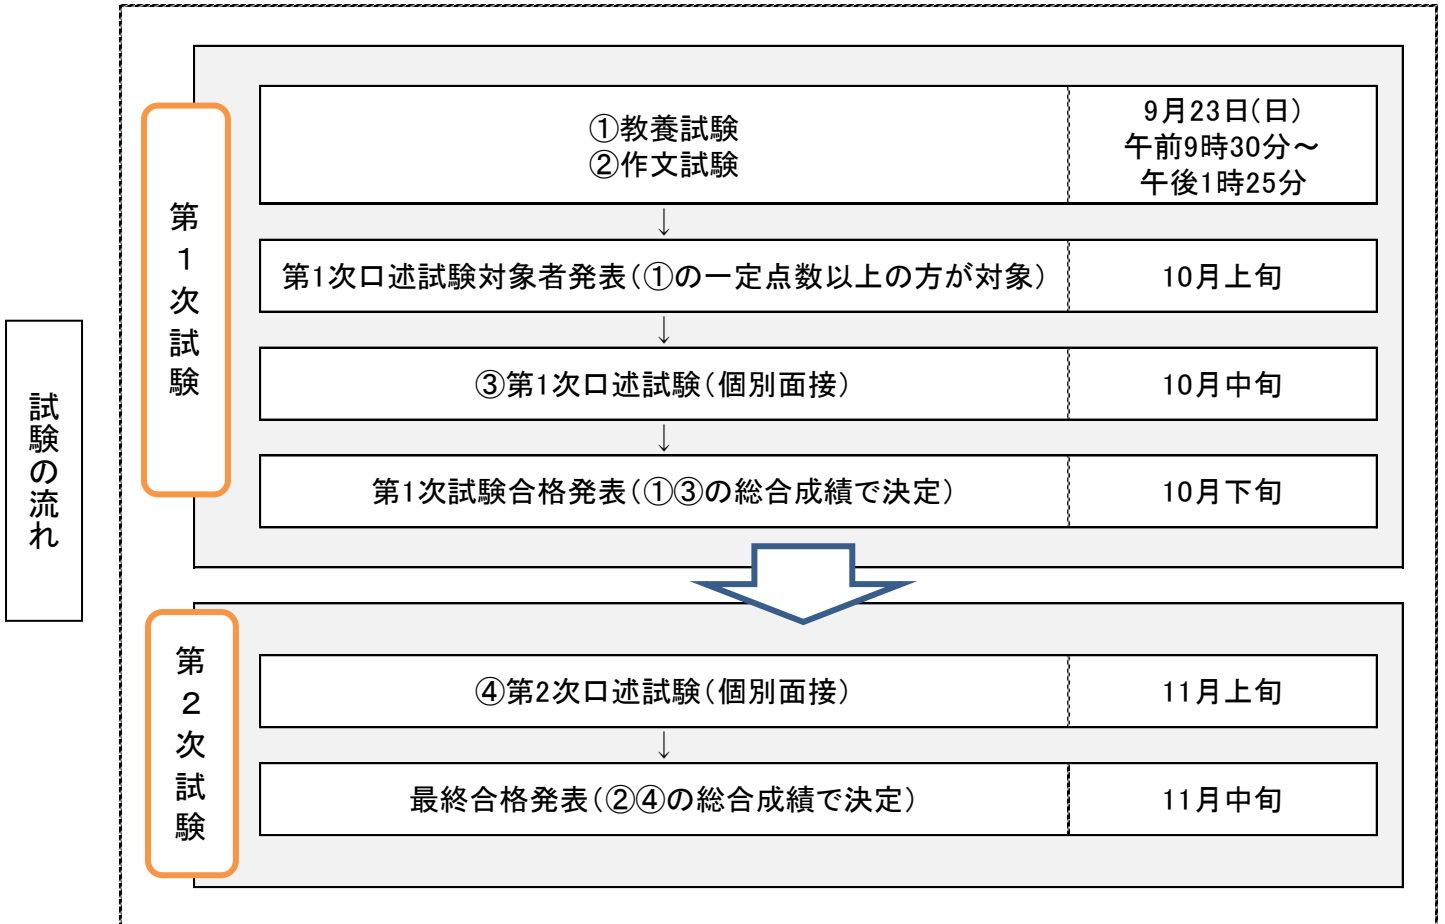 試験の流れ
第1次試験
①教養試験
②作文試験
9月23日(日)
午前9時30分～
午後1時25分
↓
第1次口述試験対象者発表(①の一定点数以上の方が対象)
10月上旬
↓
③第1次口述試験(個別面接)
10月中旬
↓
第1次試験合格発表(①③の総合成績で決定)
10月下旬
第2次試験
④第2次口述試験(個別面接)
11月上旬
↓
最終合格発表(②④の総合成績で決定)
11月中旬